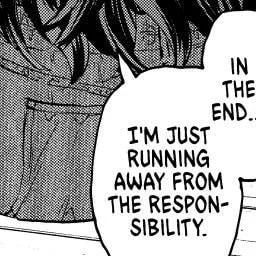 IN
THE
END..
I'M JUST
RUNNING
AWAY FROM
THE RESPON-
SIBILITY.